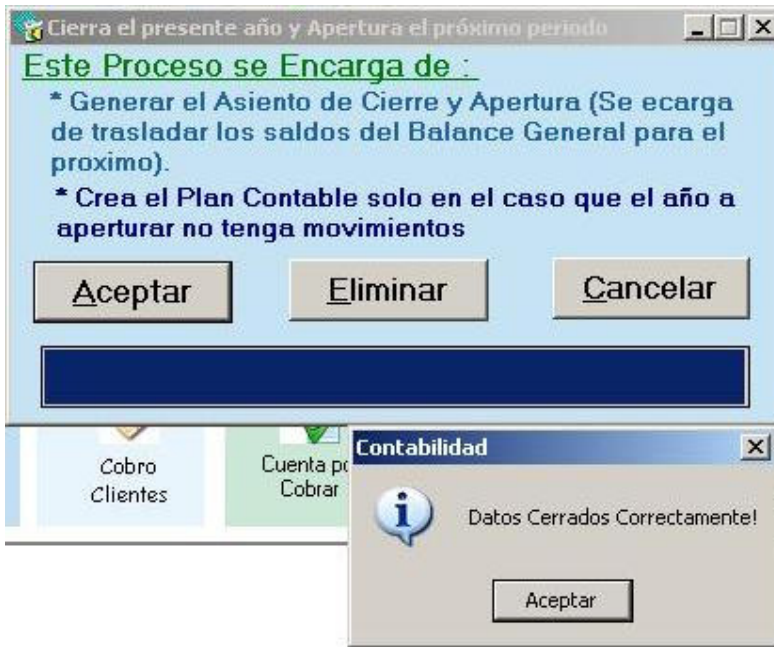 Cierra el presente año y Apertura el próximo periodo
Este Proceso se Encarga de :
* Generar el Asiento de Cierre y Apertura (Se ecarga
de trasladar los saldos del Balance General para el
proximo).
* Crea el Plan Contable solo en el caso que el año a
aperturar no tenga movimientos
Aceptar Eliminar Cancelar
Cobro
Clientes
Cuenta po
Cobrar
Contabilidad
Datos Cerrados Correctamente!
Aceptar